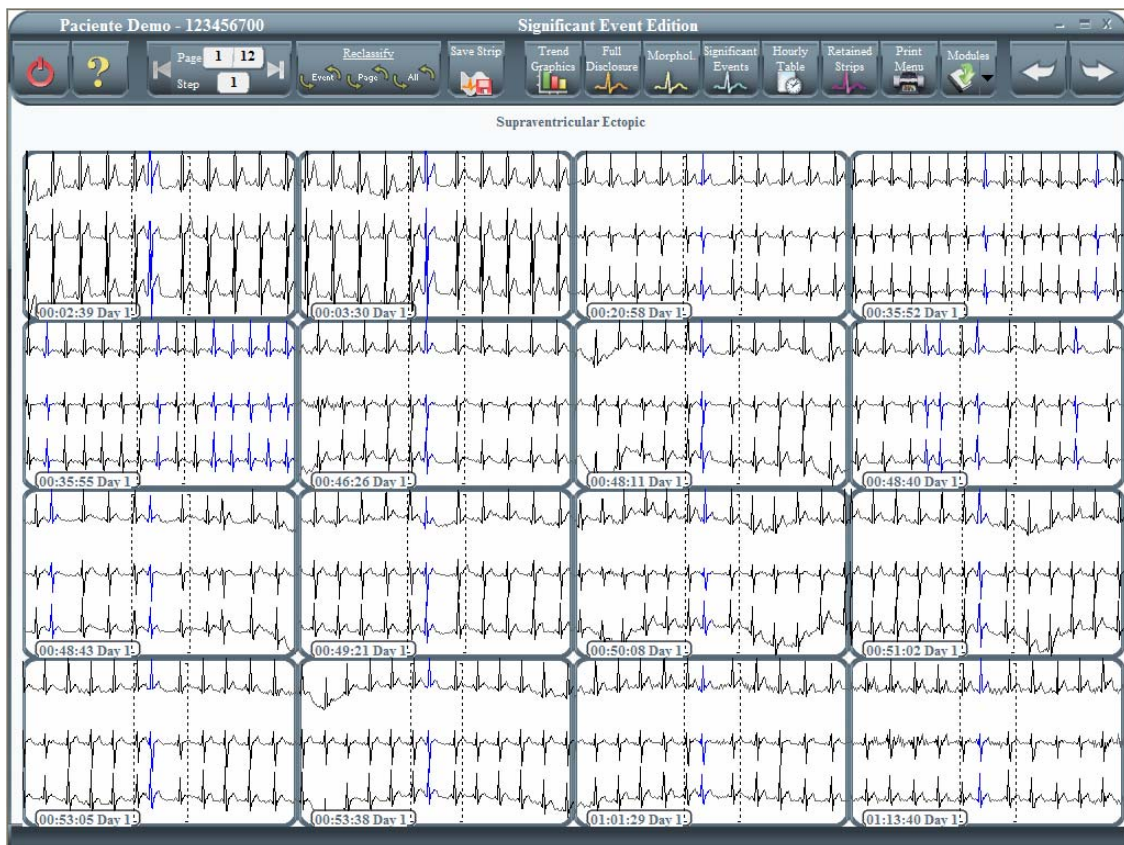 Paciente Demo - 123456700
Significant Event Edition
Page 1 12
Step 1
Reclassify
Event Page All
Save Strip
Trend Graphics
Full Disclosure
Morphol.
Significant Events
Hourly Table
Retained Strips
Print Menu
Modules
Supraventricular Ectopic
00:02:39 Day 1
00:03:30 Day 1
00:20:58 Day 1
00:35:52 Day 1
00:35:55 Day 1
00:46:26 Day 1
00:48:11 Day 1
00:48:40 Day 1
00:48:43 Day 1
00:49:21 Day 1
00:50:08 Day 1
00:51:02 Day 1
00:53:05 Day 1
00:53:38 Day 1
01:01:29 Day 1
01:13:40 Day 1